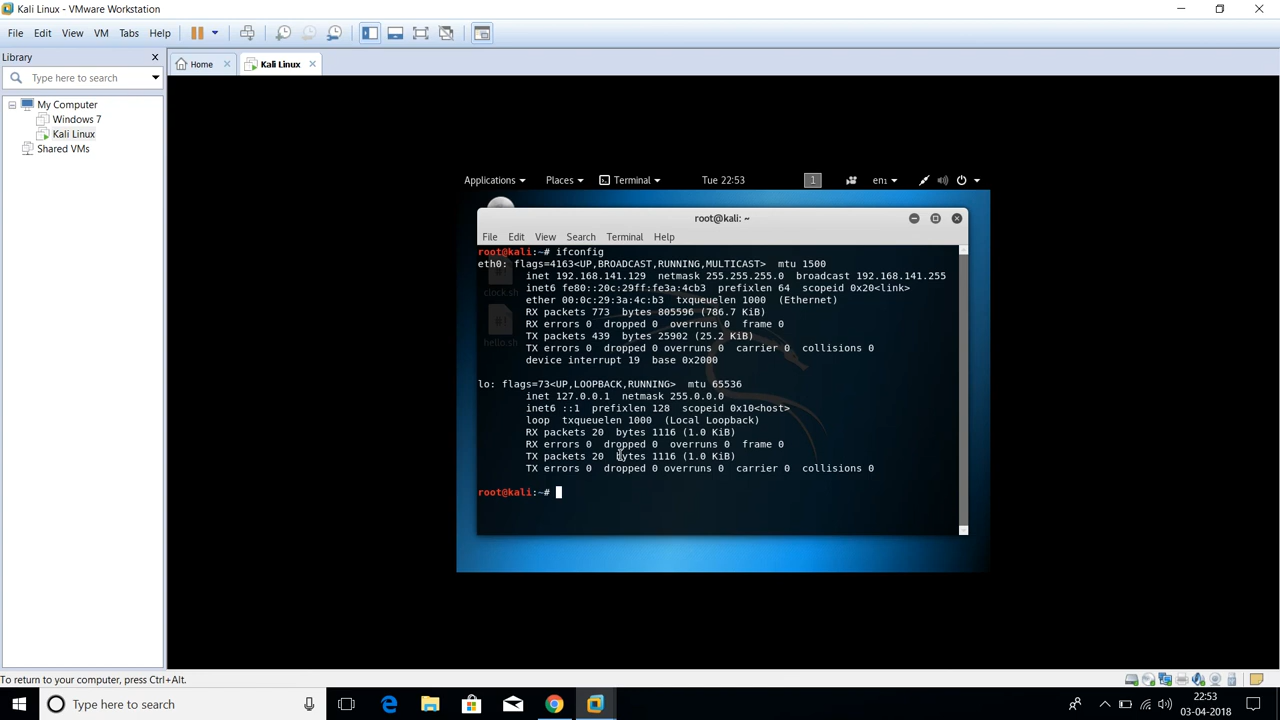 Kali Linux - VMware Workstation
File Edit View VM Tabs Help
Library
Type here to search
My Computer
Windows 7
Kali Linux
Shared VMs
Home
Kali Linux
Applications Places Terminal Tue 22:53 1 en1
root@kali: ~
File Edit View Search Terminal Help
root@kali:~# ifconfig
eth0: flags=4163<UP,BROADCAST,RUNNING,MULTICAST>  mtu 1500
inet 192.168.141.129  netmask 255.255.255.0  broadcast 192.168.141.255
inet6 fe80::20c:29ff:fe3a:4cb3  prefixlen 64  scopeid 0x20<link>
ether 00:0c:29:3a:4c:b3  txqueuelen 1000  (Ethernet)
RX packets 773  bytes 805596 (786.7 KiB)
RX errors 0  dropped 0  overruns 0  frame 0
TX packets 439  bytes 25902 (25.2 KiB)
TX errors 0  dropped 0 overruns 0  carrier 0  collisions 0
device interrupt 19  base 0x2000
lo: flags=73<UP,LOOPBACK,RUNNING>  mtu 65536
inet 127.0.0.1  netmask 255.0.0.0
inet6 ::1  prefixlen 128  scopeid 0x10<host>
loop  txqueuelen 1000  (Local Loopback)
RX packets 20  bytes 1116 (1.0 KiB)
RX errors 0  dropped 0  overruns 0  frame 0
TX packets 20  bytes 1116 (1.0 KiB)
TX errors 0  dropped 0 overruns 0  carrier 0  collisions 0
root@kali:~#
clock.sh
hello.sh
To return to your computer, press Ctrl+Alt.
Type here to search
22:53
03-04-2018